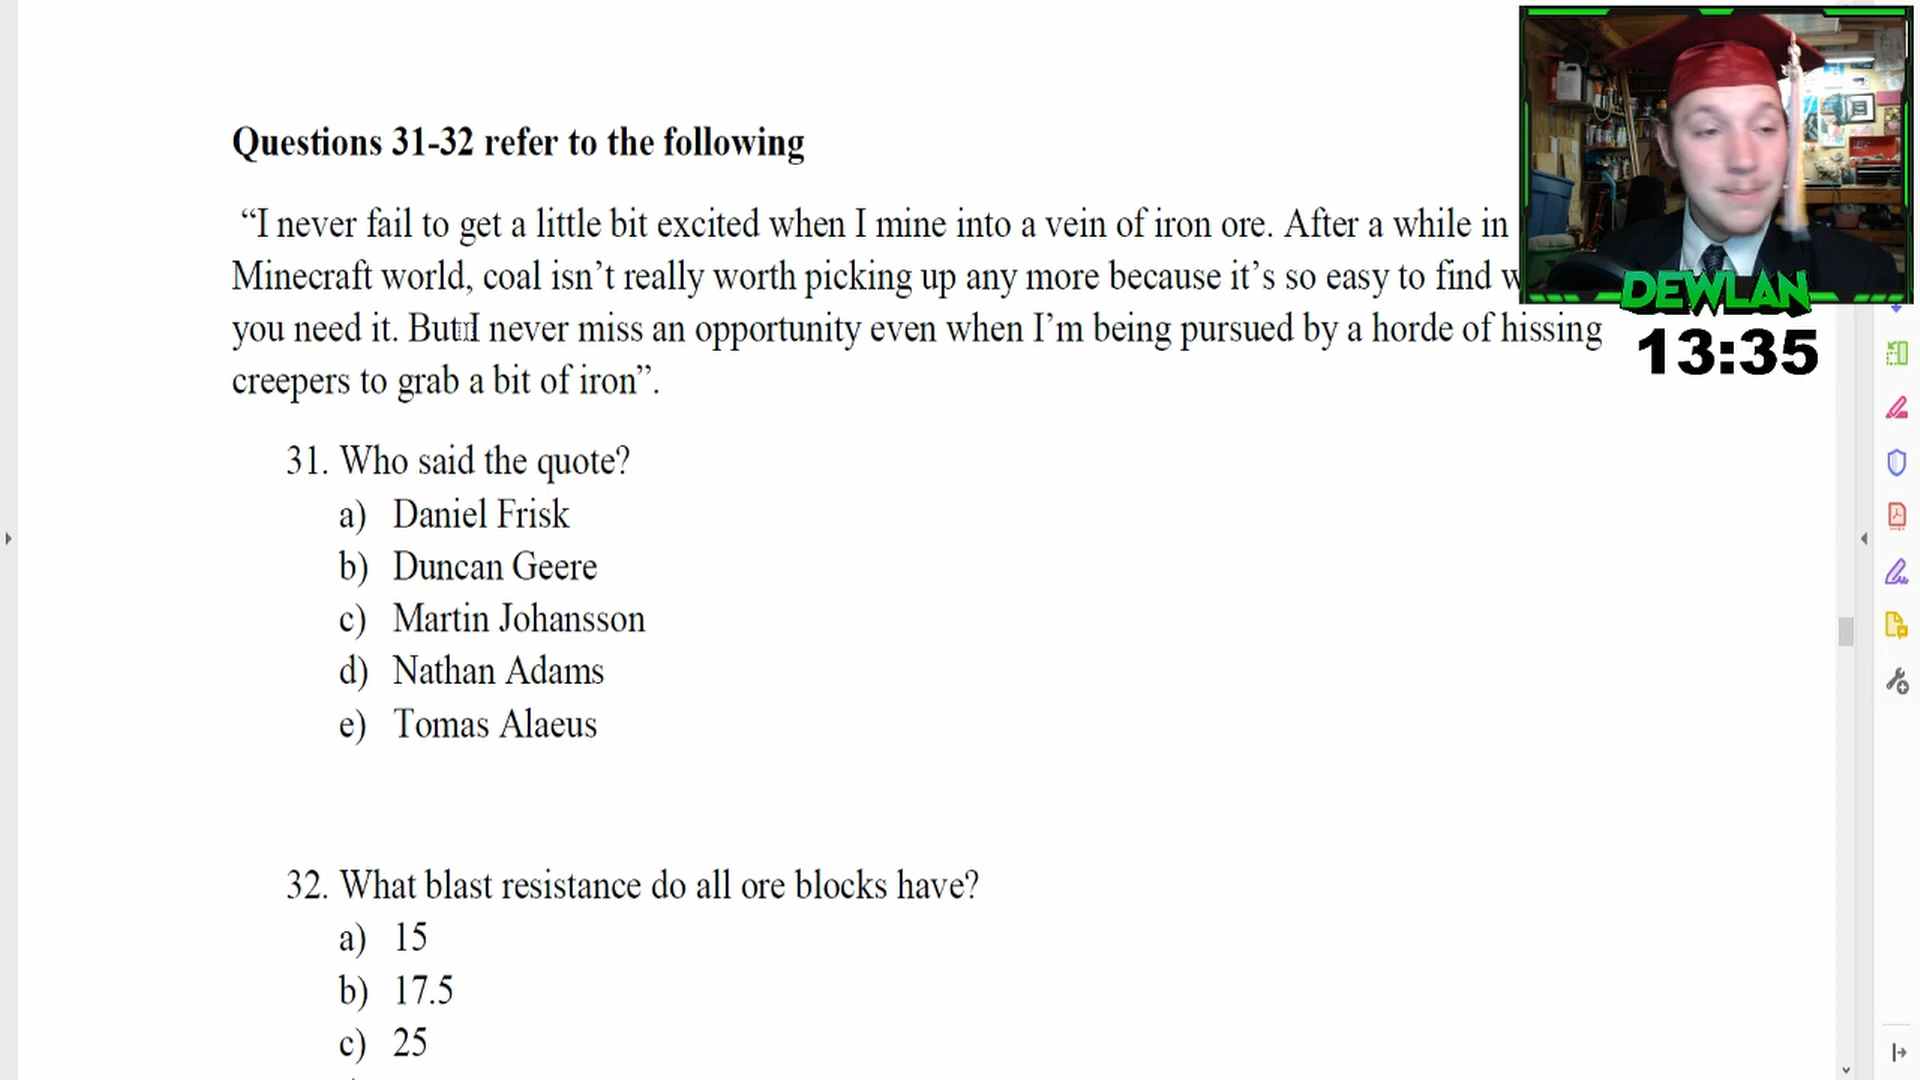 Questions 31-32 refer to the following
“I never fail to get a little bit excited when I mine into a vein of iron ore. After a while in
Minecraft world, coal isn’t really worth picking up any more because it’s so easy to find
you need it. But I never miss an opportunity even when I’m being pursued by a horde of hissing
creepers to grab a bit of iron”.
31. Who said the quote?
a) Daniel Frisk
b) Duncan Geere
c) Martin Johansson
d) Nathan Adams
e) Tomas Alaeus
32. What blast resistance do all ore blocks have?
a) 15
b) 17.5
c) 25
DEWLAN
13:35